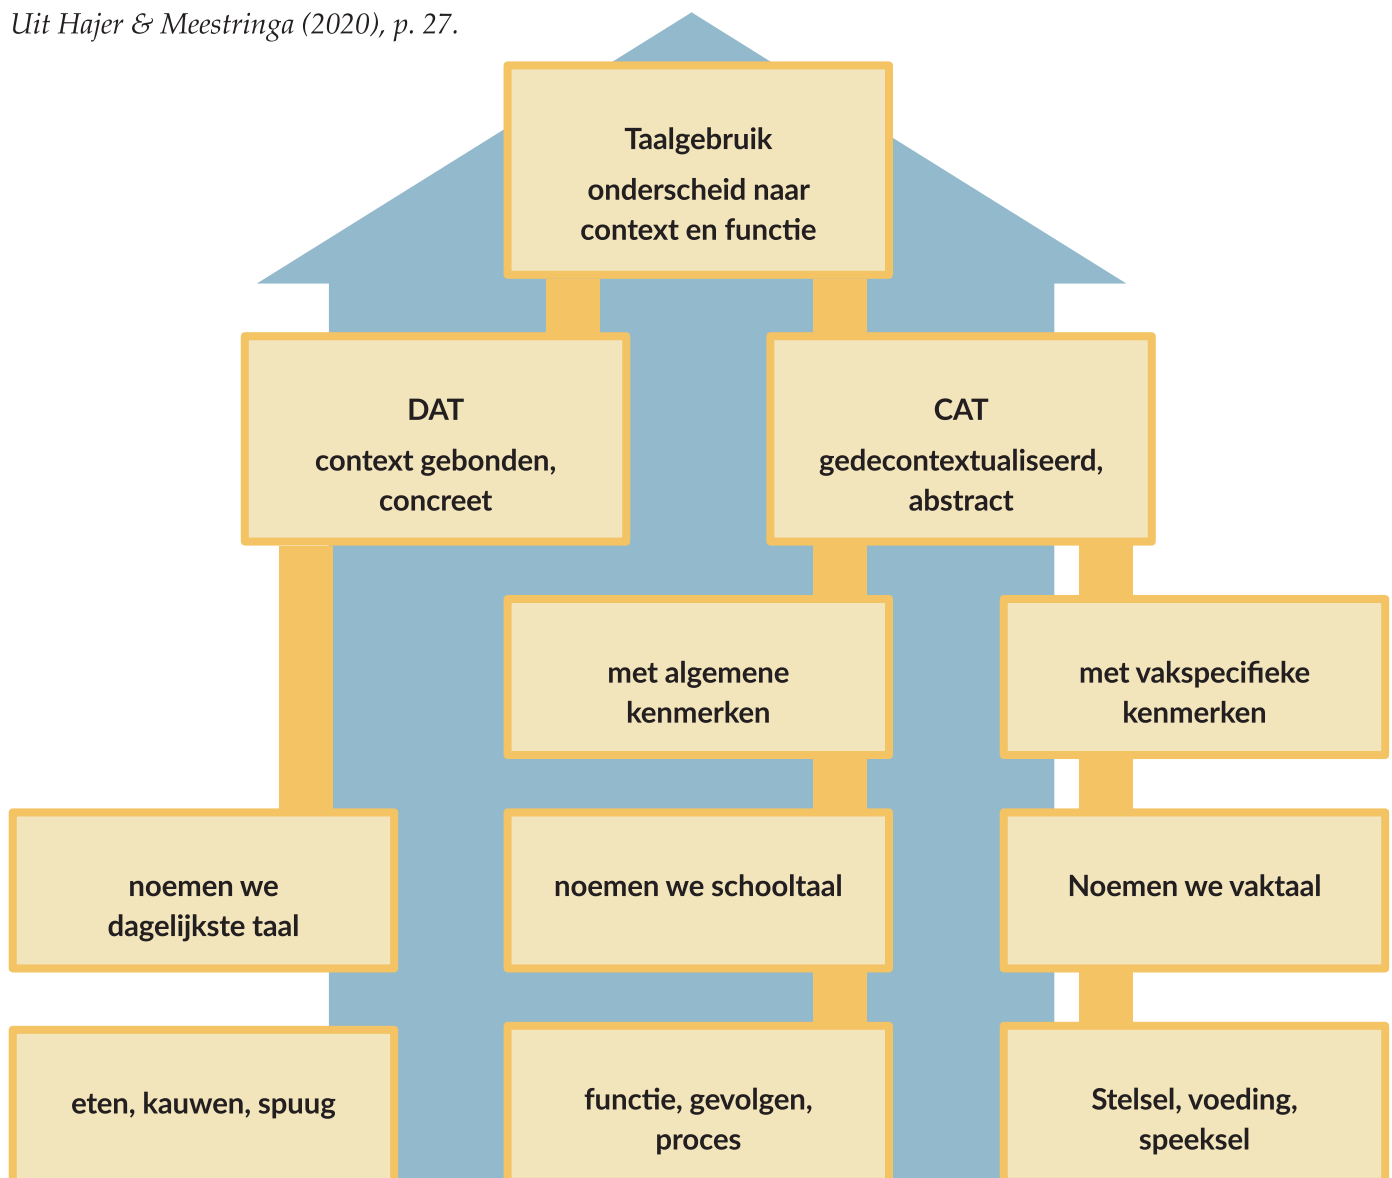 Uit Hajer & Meestringa (2020), p. 27.
Taalgebruik
onderscheid naar
context en functie
DAT
context gebonden,
concreet
CAT
gedecontextualiseerd,
abstract
met algemene
kenmerken
met vakspecifieke
kenmerken
noemen we
dagelijkste taal
noemen we schooltaal
Noemen we vaktaal
eten, kauwen, spuug
functie, gevolgen,
proces
Stelsel, voeding,
speeksel